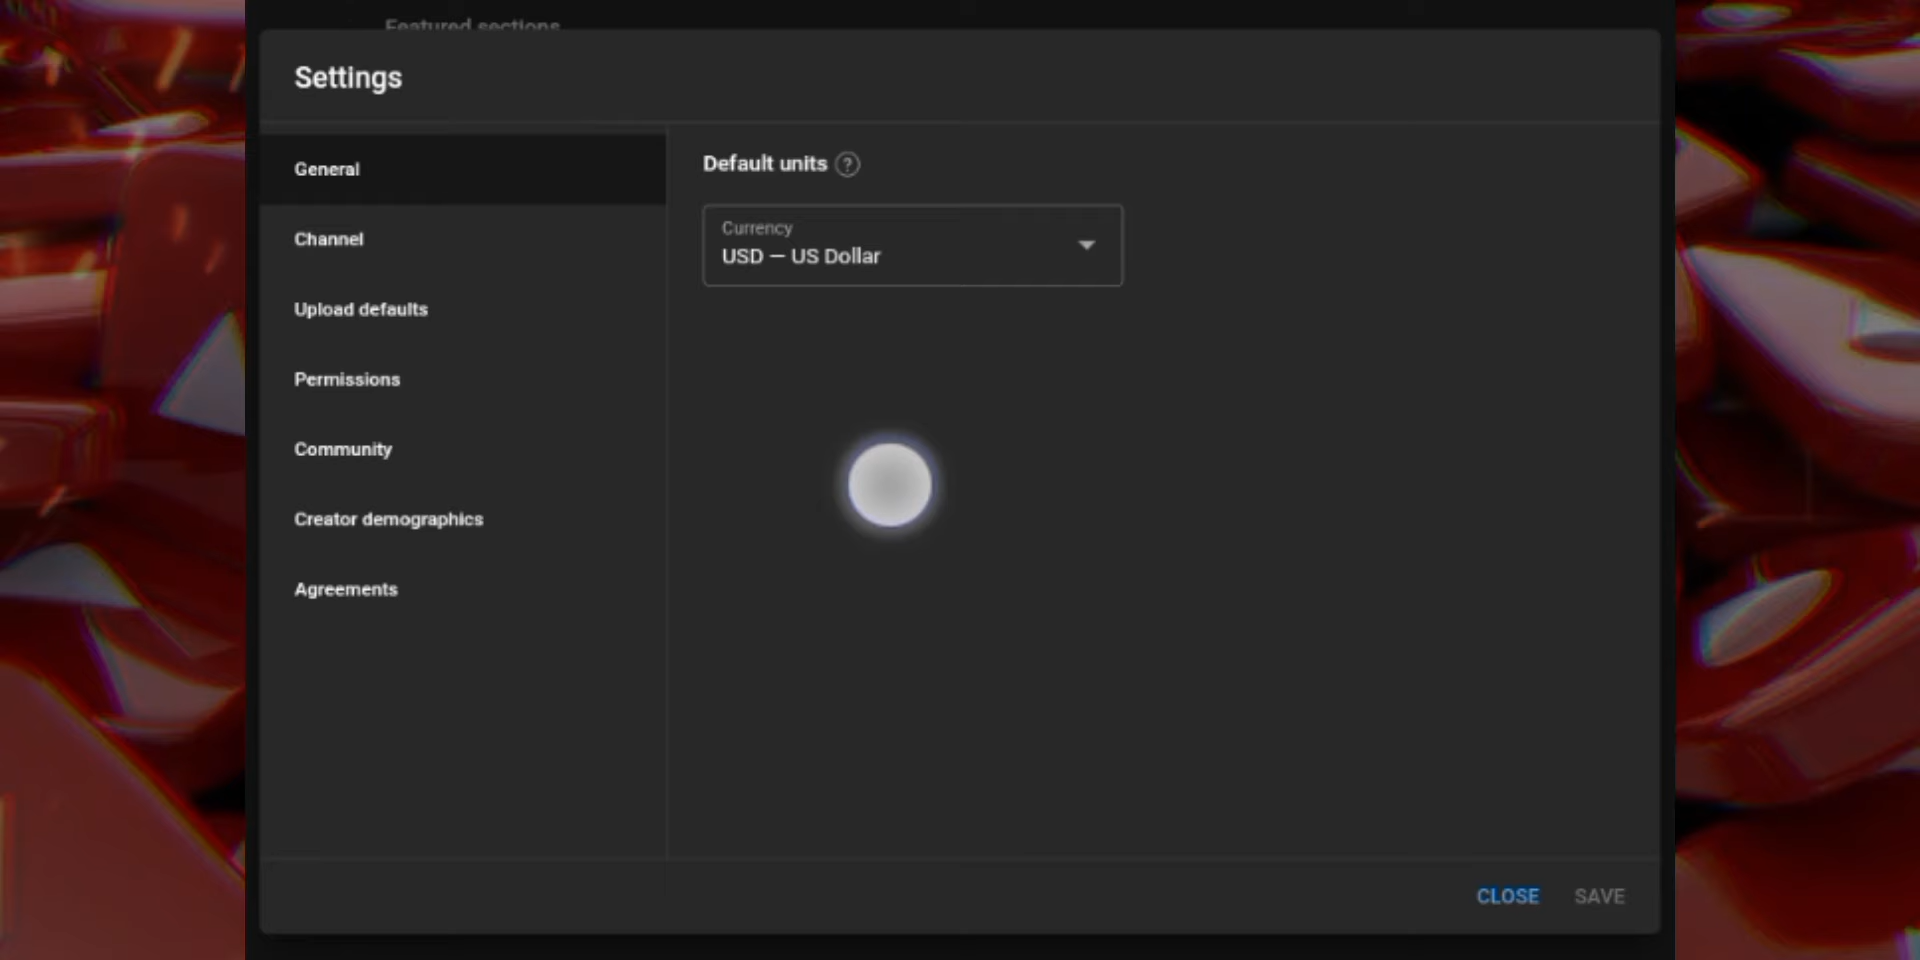 Featured sections
Settings
General
Channel
Upload defaults
Permissions
Community
Creator demographics
Agreements
Default units ?
Currency
USD — US Dollar
CLOSE SAVE